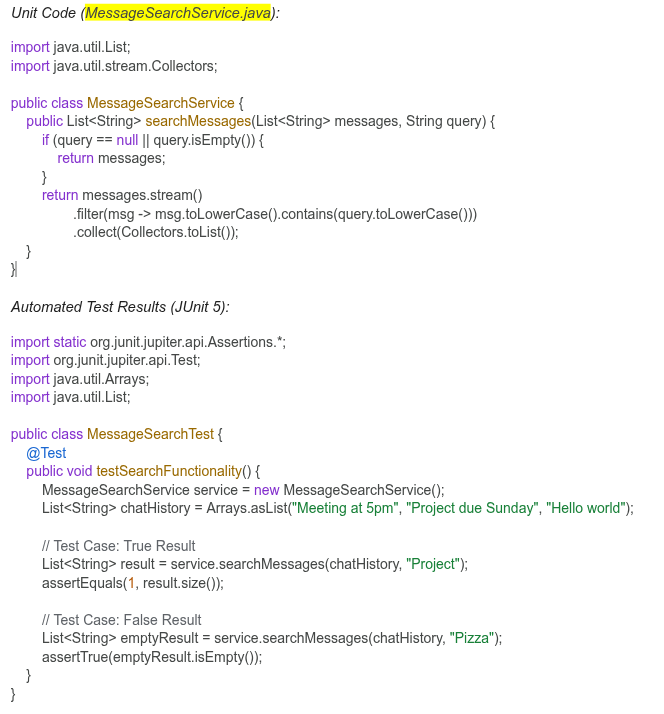 Unit Code (MessageSearchService.java):
import java.util.List;
import java.util.stream.Collectors;
public class MessageSearchService {
public List<String> searchMessages(List<String> messages, String query) {
if (query == null || query.isEmpty()) {
return messages;
}
return messages.stream()
.filter(msg -> msg.toLowerCase().contains(query.toLowerCase()))
.collect(Collectors.toList());
}
}
Automated Test Results (JUnit 5):
import static org.junit.jupiter.api.Assertions.*;
import org.junit.jupiter.api.Test;
import java.util.Arrays;
import java.util.List;
public class MessageSearchTest {
@Test
public void testSearchFunctionality() {
MessageSearchService service = new MessageSearchService();
List<String> chatHistory = Arrays.asList("Meeting at 5pm", "Project due Sunday", "Hello world");
// Test Case: True Result
List<String> result = service.searchMessages(chatHistory, "Project");
assertEquals(1, result.size());
// Test Case: False Result
List<String> emptyResult = service.searchMessages(chatHistory, "Pizza");
assertTrue(emptyResult.isEmpty());
}
}